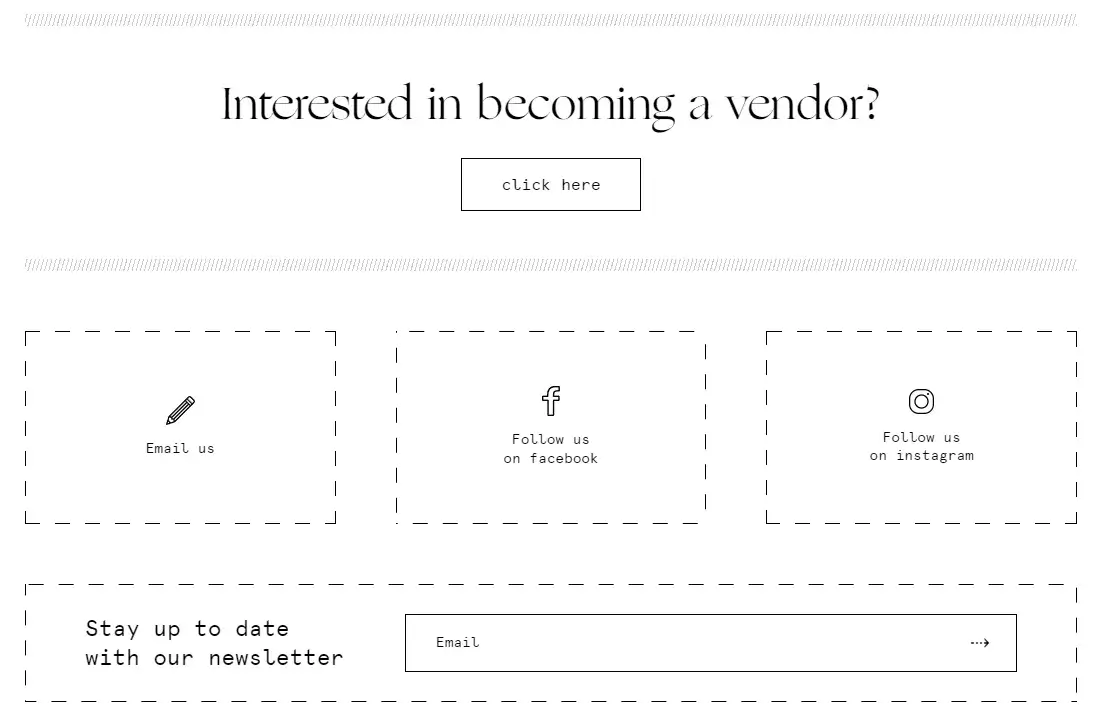 Interested in becoming a vendor?
click here
Email us
Follow us
on facebook
Follow us
on instagram
Stay up to date
with our newsletter
Email